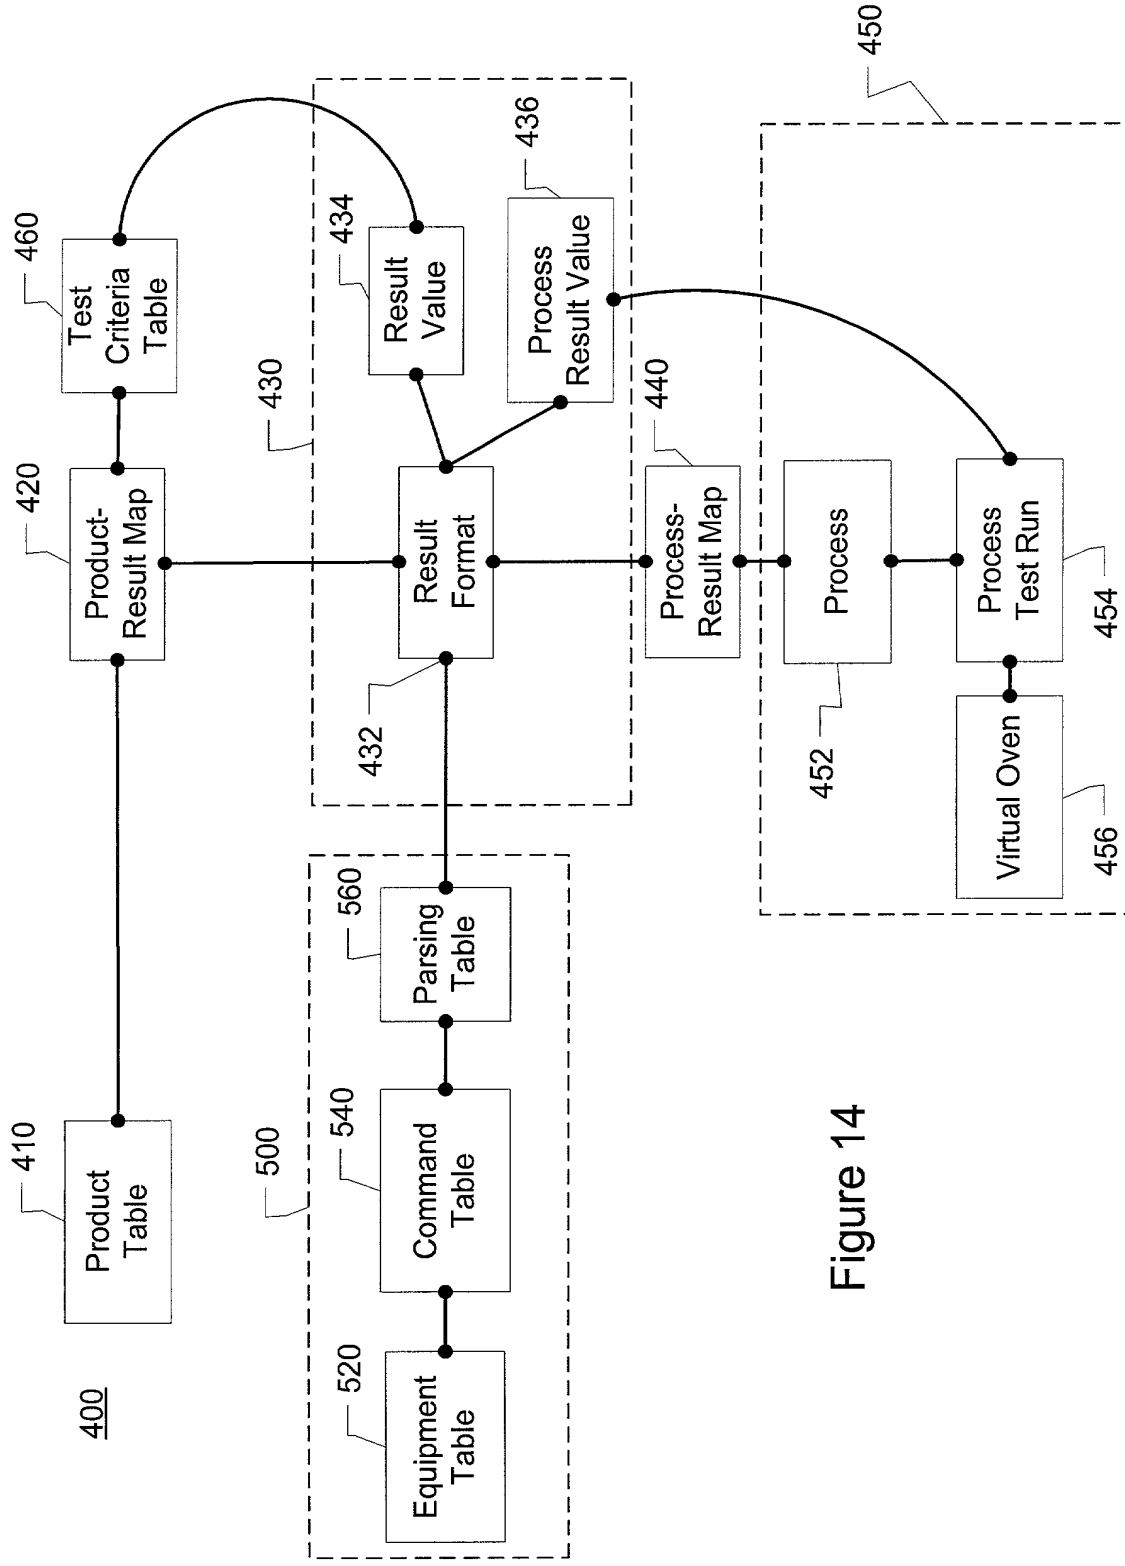 400
410
Product
Table
420
Product-
Result Map
460
Test
Criteria
Table
430
434
Result
Value
436
Process
Result Value
432
Result
Format
500
520
Equipment
Table
540
Command
Table
560
Parsing
Table
440
Process-
Result Map
450
452
Process
454
Process
Test Run
456
Virtual Oven
Figure 14